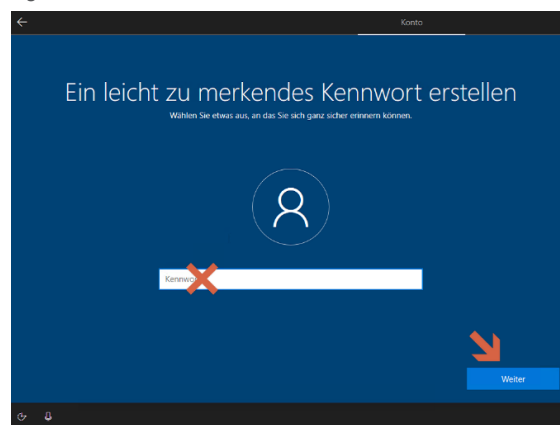 Konto
Ein leicht zu merkendes Kennwort erstellen
Wählen Sie etwas aus, an das Sie sich ganz sicher erinnern können.
Weiter